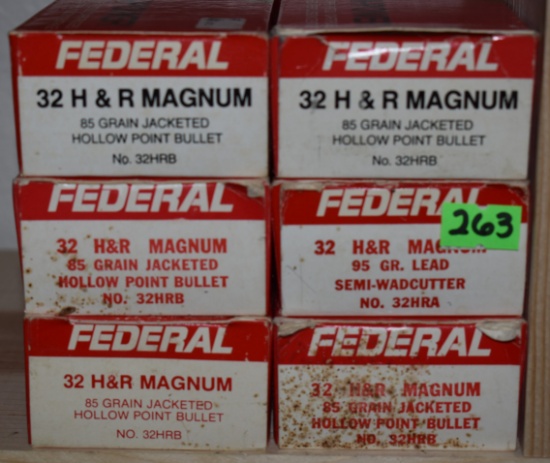 FEDERAL
32 H & R MAGNUM
85 GRAIN JACKETED
HOLLOW POINT BULLET
No. 32HRB
FEDERAL
32 H & R MAGNUM
85 GRAIN JACKETED
HOLLOW POINT BULLET
No. 32HRB
FEDERAL
32 H&R MAGNUM
85 GRAIN JACKETED
HOLLOW POINT BULLET
NO. 32HRB
FEDERAL
263
32 H&R MAGNUM
95 GR. LEAD
SEMI-WADCUTTER
NO. 32HRA
FEDERAL
32 H&R MAGNUM
85 GRAIN JACKETED
HOLLOW POINT BULLET
NO. 32HRB
FEDERAL
32 H&R MAGNUM
85 GRAIN JACKETED
HOLLOW POINT BULLET
NO. 32HRB